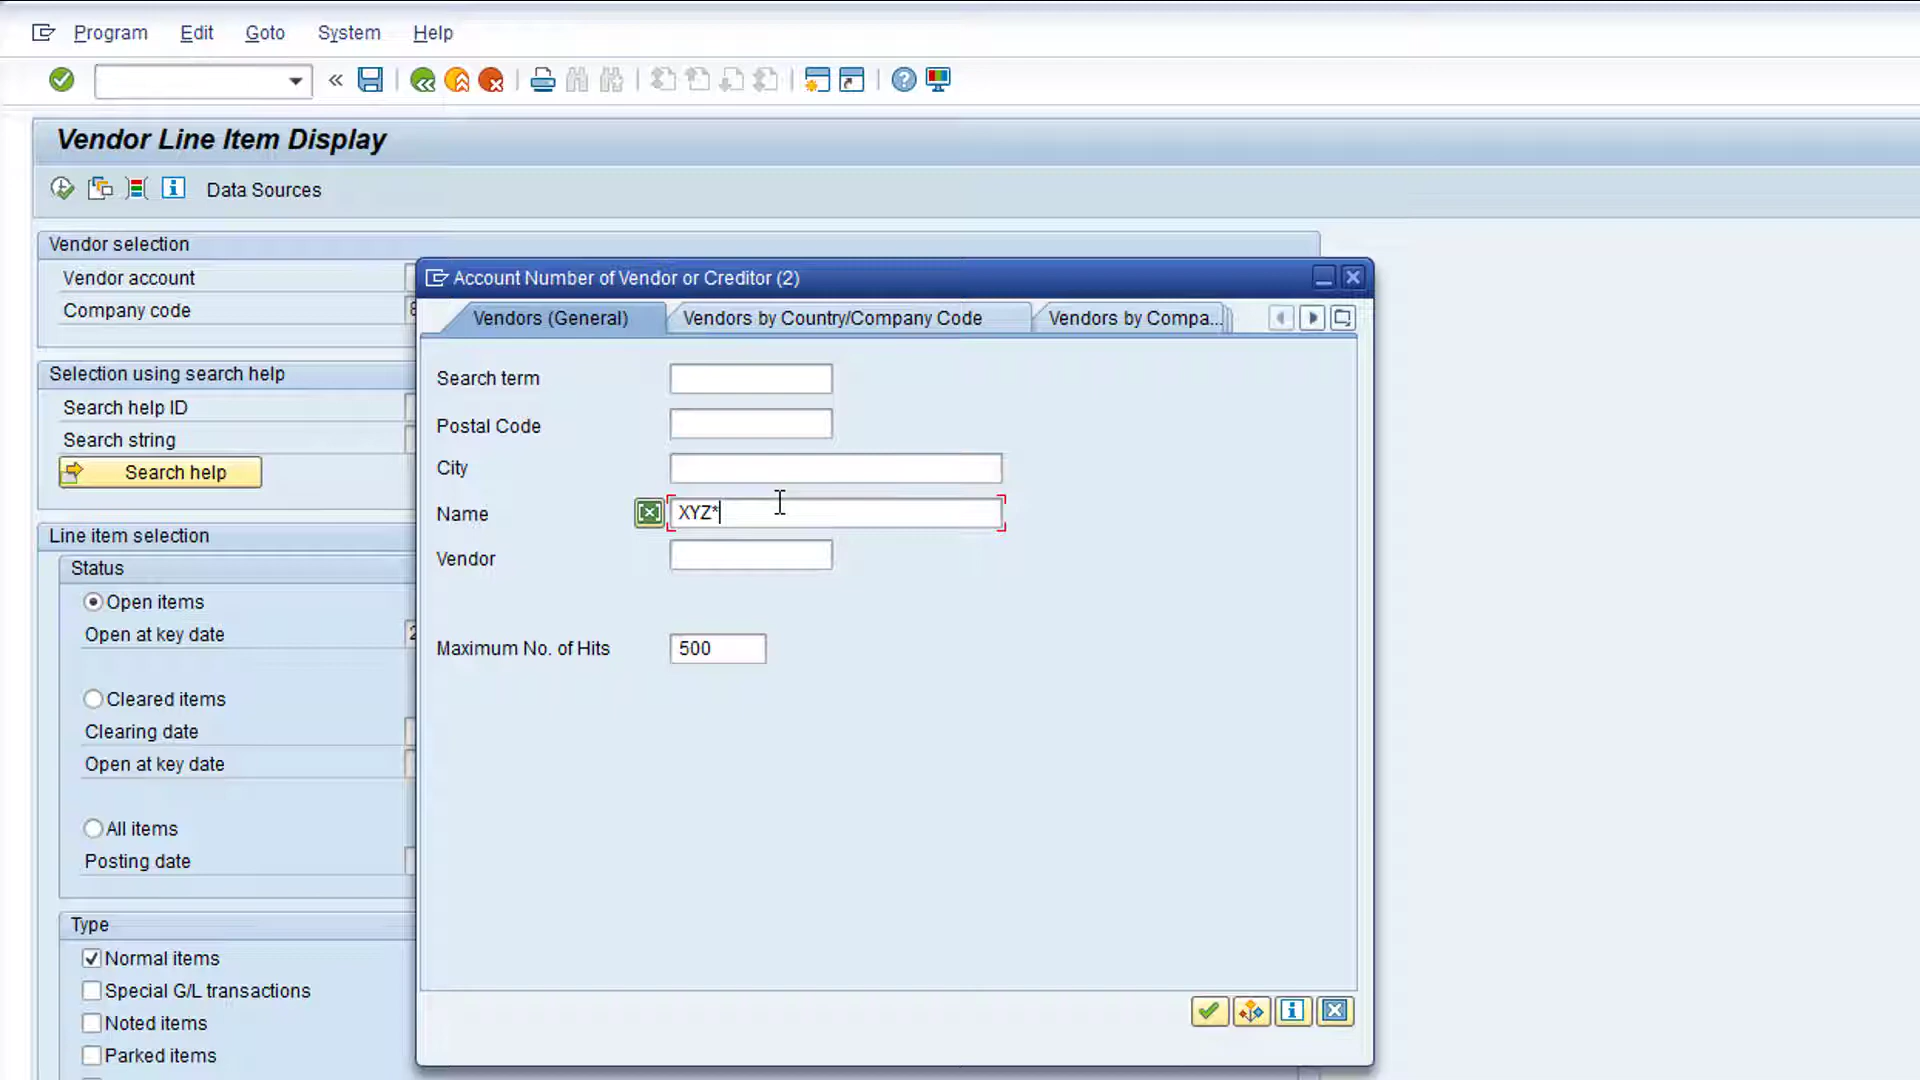 Program Edit Goto System Help
Vendor Line Item Display
Data Sources
Vendor selection
Vendor account
Company code
Selection using search help
Search help ID
Search string
Search help
Line item selection
Status
Open items
Open at key date
Cleared items
Clearing date
Open at key date
All items
Posting date
Type
Normal items
Special G/L transactions
Noted items
Parked items
Account Number of Vendor or Creditor (2)
Vendors (General) Vendors by Country/Company Code Vendors by Compa...
Search term
Postal Code
City
Name XYZ*
Vendor
Maximum No. of Hits 500